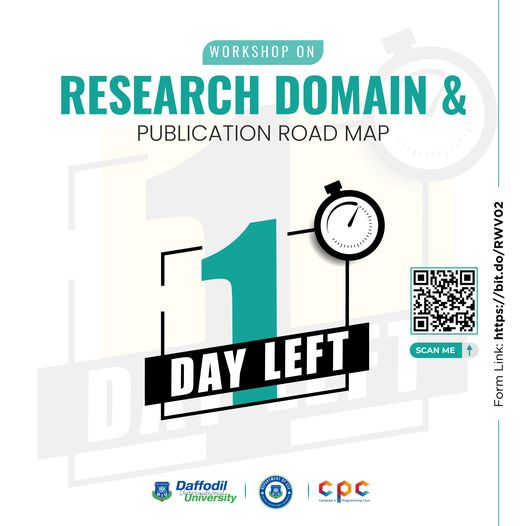 WORKSHOP ON
RESEARCH DOMAIN &
PUBLICATION ROAD MAP
1
DAY LEFT
SCAN ME
Form Link: https://bit.do/RWV02
Daffodil
International
University
cpc
Computer & Programming Club